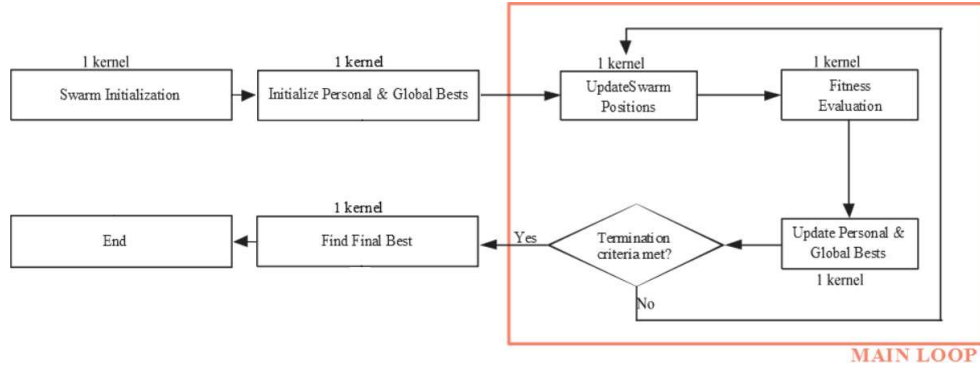 1 kernel
Swarm Initialization
1 kernel
Initialize Personal & Global Bests
1 kernel
UpdateSwarm
Positions
1 kernel
Fitness
Evaluation
Update Personal &
Global Bests
1 kernel
Termination
criteria met?
Yes
No
1 kernel
Find Final Best
End
MAIN LOOP